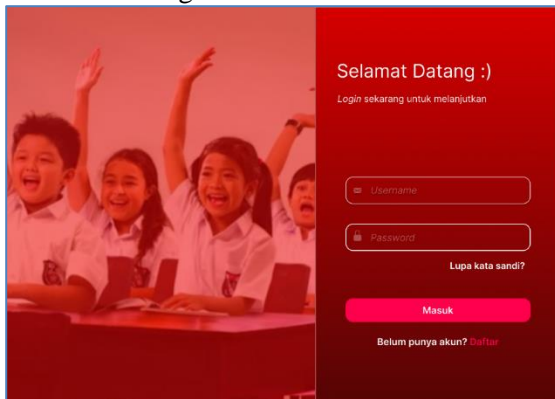 Selamat Datang :)
Login sekarang untuk melanjutkan
Username
Password
Lupa kata sandi?
Masuk
Belum punya akun? Daftar